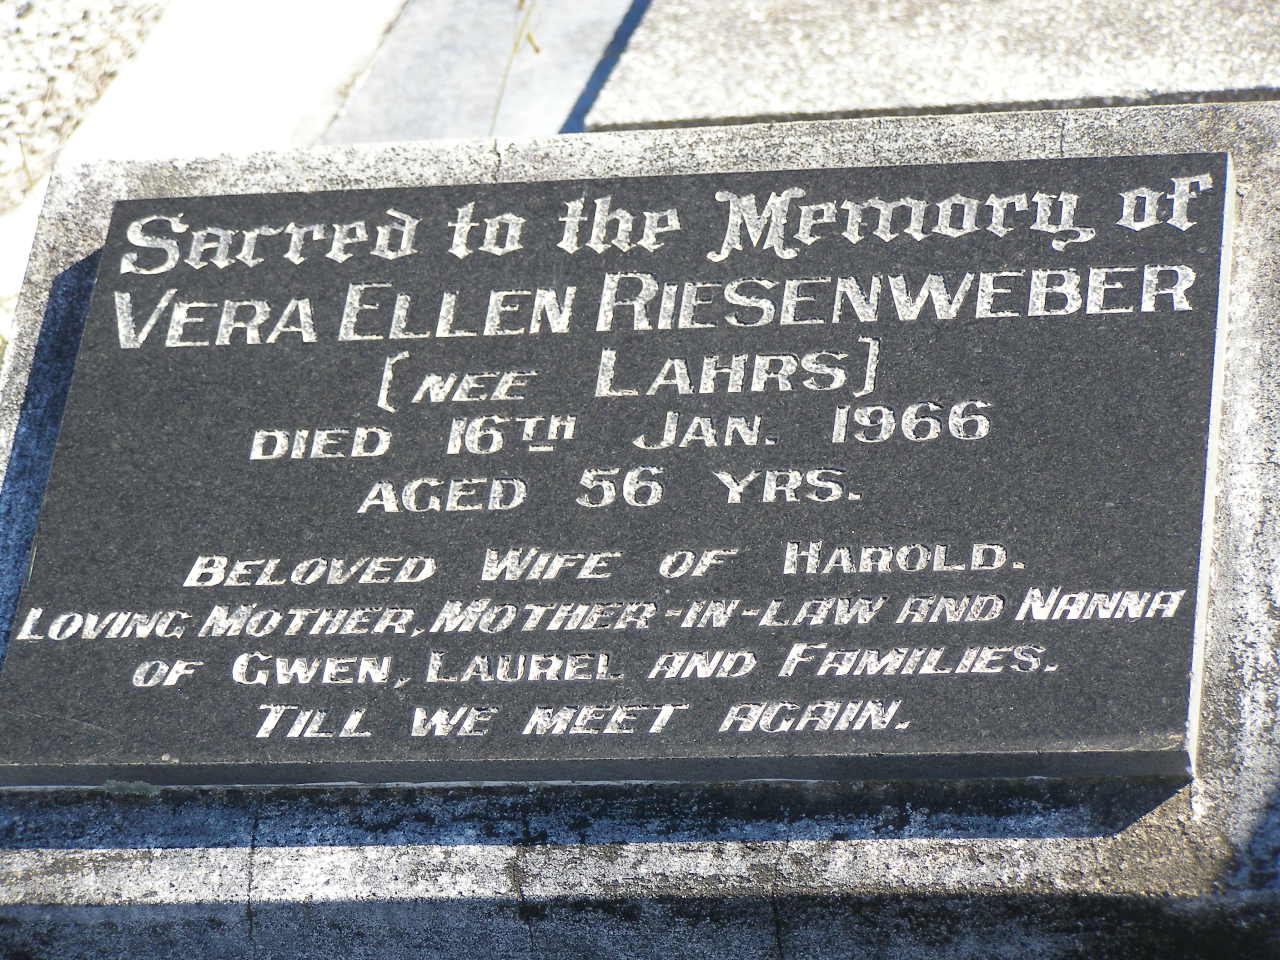 Sacred to the Memory of
VERA ELLEN RIESENWEBER
[NEE LAHRS]
DIED 16TH JAN. 1966
AGED 56 YRS.
BELOVED WIFE OF HAROLD.
LOVING MOTHER, MOTHER-IN-LAW AND NANNA
OF GWEN, LAUREL AND FAMILIES.
TILL WE MEET AGAIN.